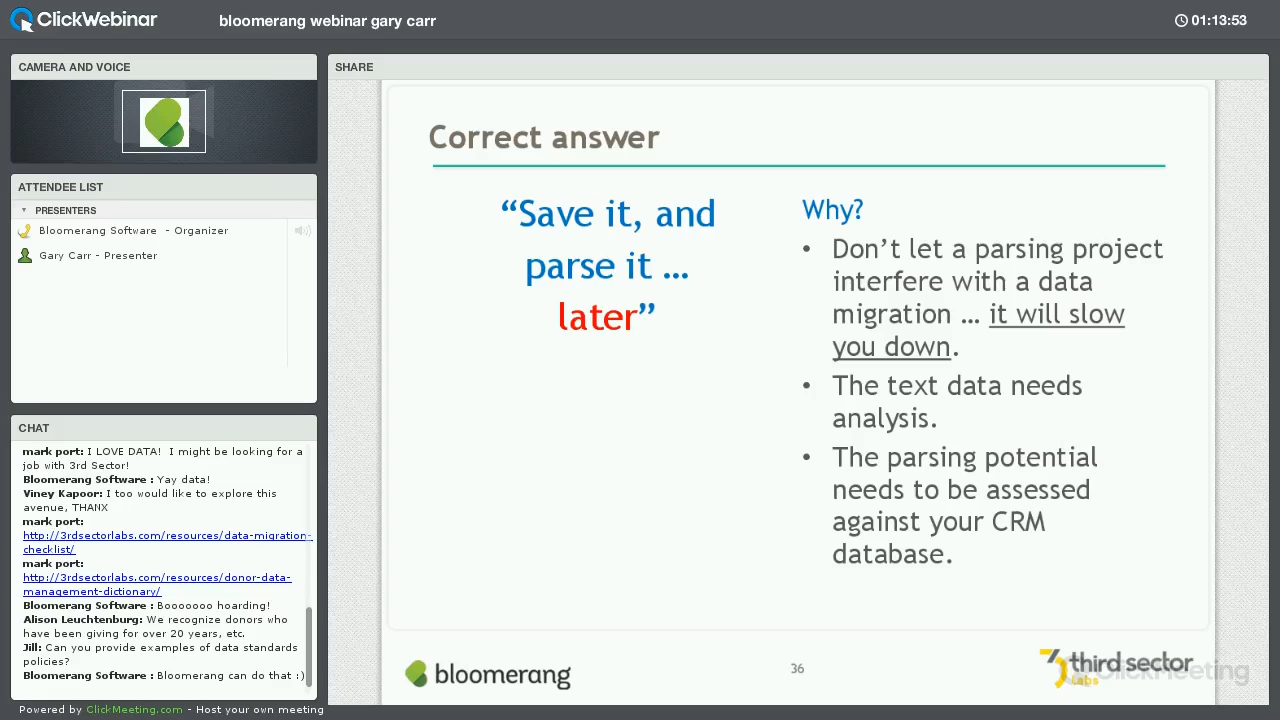 ClickWebinar
bloomerang webinar gary carr
01:13:53
CAMERA AND VOICE
ATTENDEE LIST
PRESENTERS
Bloomerang Software - Organizer
Gary Carr - Presenter
CHAT
mark port: I LOVE DATA! I might be looking for a
job with 3rd Sector!
Bloomerang Software : Yay data!
Viney Kapoor: I too would like to explore this
avenue, THANX
mark port:
http://3rdsectorlabs.com/resources/data-migration-
checklist/
mark port:
http://3rdsectorlabs.com/resources/donor-data-
management-dictionary/
Bloomerang Software : Booooooo hoarding!
Alison Leuchtenburg: We recognize donors who
have been giving for over 20 years, etc.
Jill: Can you provide examples of data standards
policies?
Bloomerang Software : Bloomerang can do that :)
Powered by ClickMeeting.com - Host your own meeting
SHARE
Correct answer
“Save it, and
parse it ...
later”
Why?
• Don’t let a parsing project
interfere with a data
migration ... it will slow
you down.
• The text data needs
analysis.
• The parsing potential
needs to be assessed
against your CRM
database.
bloomerang
36
third sector
Labs
ClickMeeting